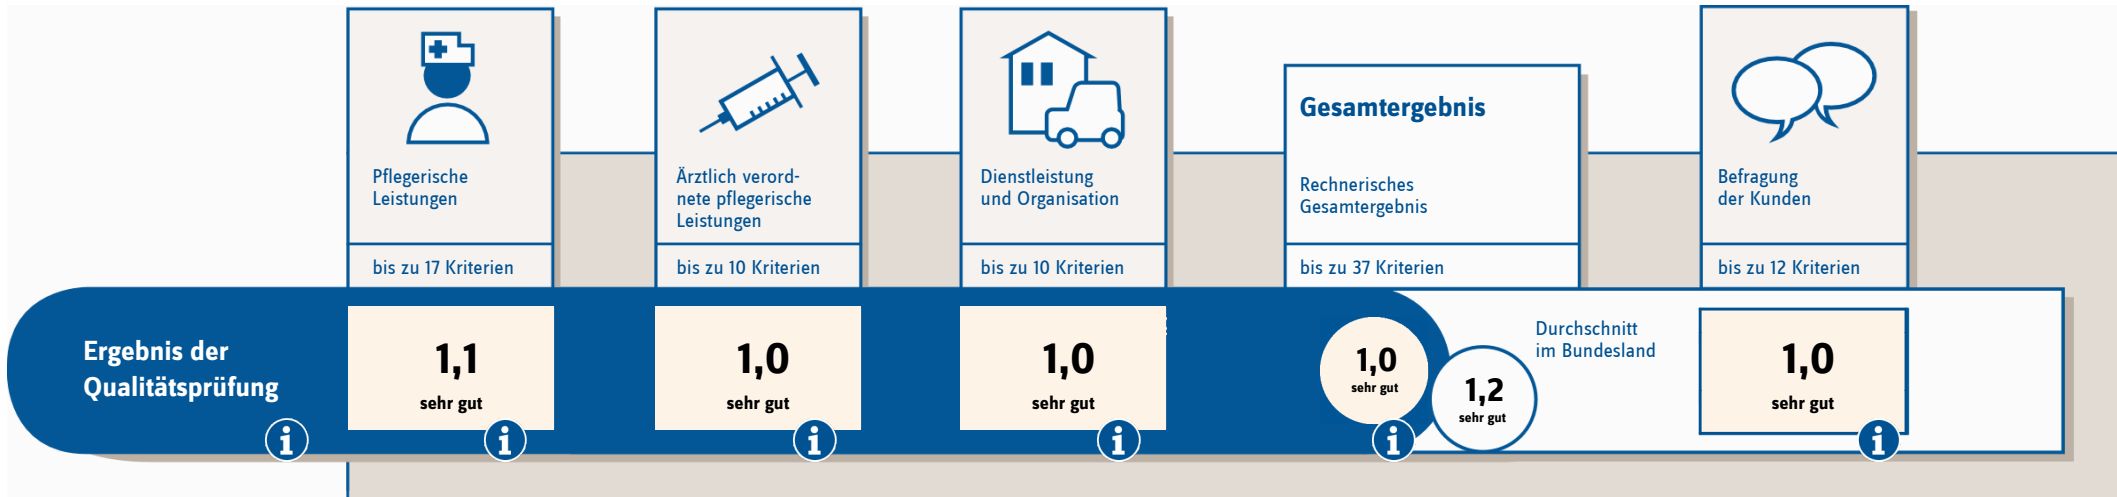 Pflegerische
Leistungen
bis zu 17 Kriterien
Ärztlich verord-
nete pflegerische
Leistungen
bis zu 10 Kriterien
Dienstleistung
und Organisation
bis zu 10 Kriterien
Gesamtergebnis
Rechnerisches
Gesamtergebnis
bis zu 37 Kriterien
Befragung
der Kunden
bis zu 12 Kriterien
Ergebnis der
Qualitätsprüfung
i
1,1
sehr gut
i
1,0
sehr gut
i
1,0
sehr gut
i
1,0
sehr gut
i
1,2
sehr gut
Durchschnitt
im Bundesland
1,0
sehr gut
i